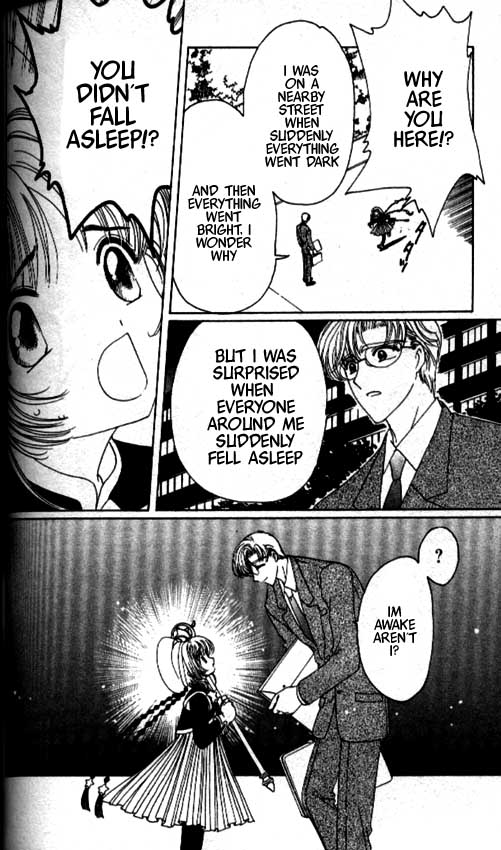 WHY
ARE
YOU
HERE!?
I WAS
ON A
NEARBY
STREET
WHEN
SUDDENLY
EVERYTHING
WENT DARK
AND THEN
EVERYTHING
WENT
BRIGHT. I
WONDER
WHY
YOU
DIDN'T
FALL
ASLEEP!?
BUT I WAS
SURPRISED
WHEN
EVERYONE
AROUND ME
SUDDENLY
FELL ASLEEP
?
IM
AWAKE
AREN'T
I?